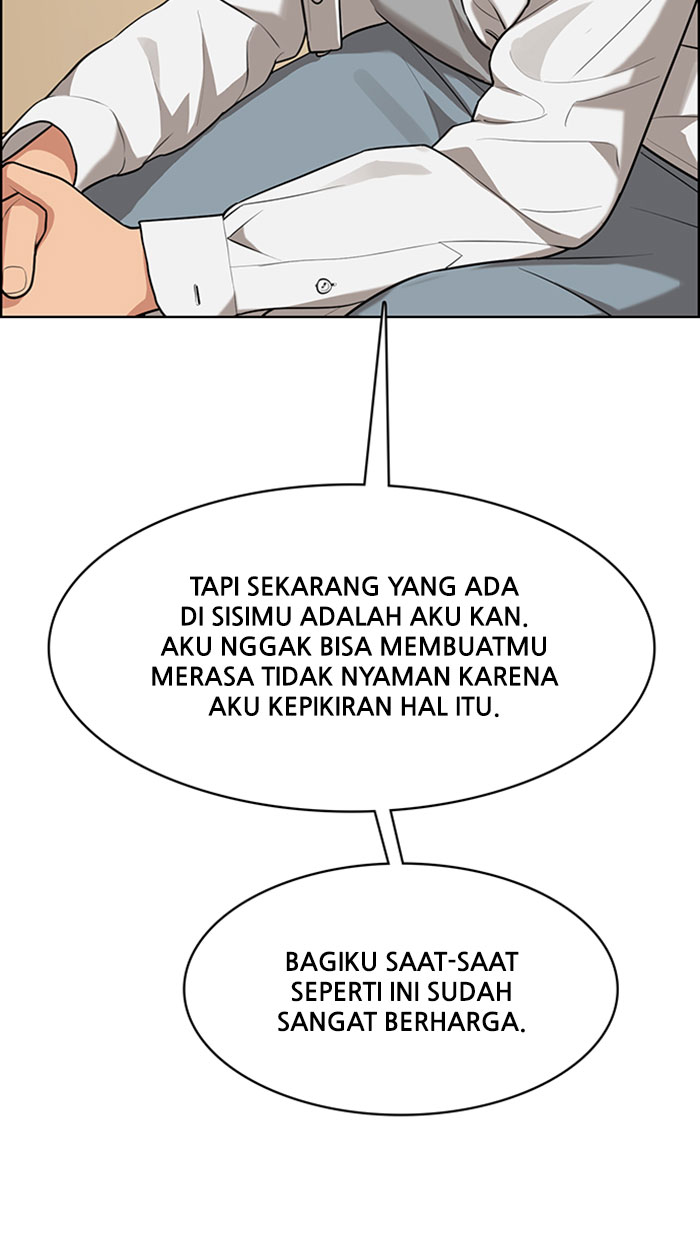 TAPI SEKARANG YANG ADA
DI SISIMU ADALAH AKU KAN.
AKU NGGAK BISA MEMBUATMU
MERASA TIDAK NYAMAN KARENA
AKU KEPIKIRAN HAL ITU.
BAGIKU SAAT-SAAT
SEPERTI INI SUDAH
SANGAT BERHARGA.